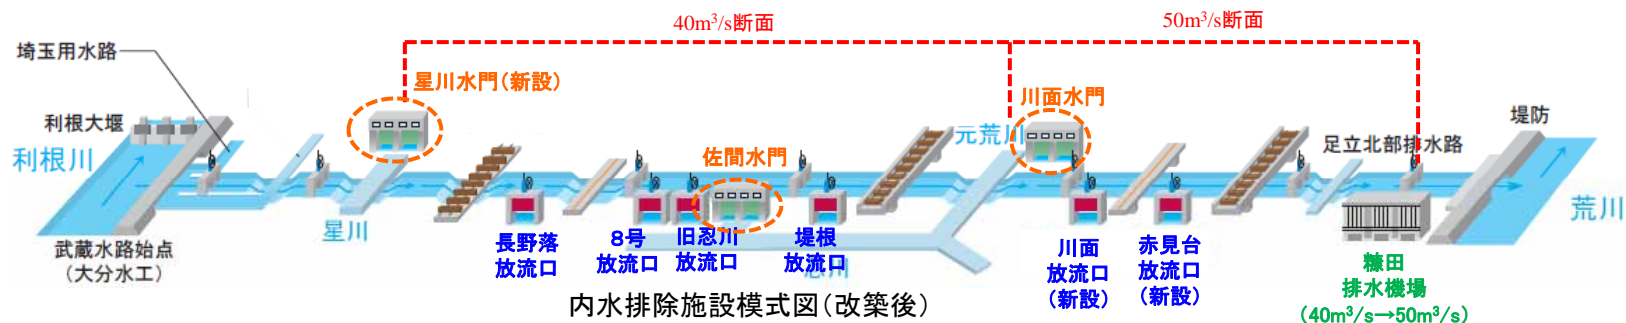 40m³/s断面
50m³/s断面
埼玉用水路
星川水門(新設)
川面水門
利根大堰
堤防
利根川
元荒川
足立北部排水路
佐間水門
荒川
星川
武蔵水路始点
(大分水工)
長野落
放流口
8号
放流口
旧忍川
放流口
堤根
放流口
忍川
川面
放流口
(新設)
赤見台
放流口
(新設)
糠田
排水機場
(40m³/s→50m³/s)
内水排除施設模式図(改築後)